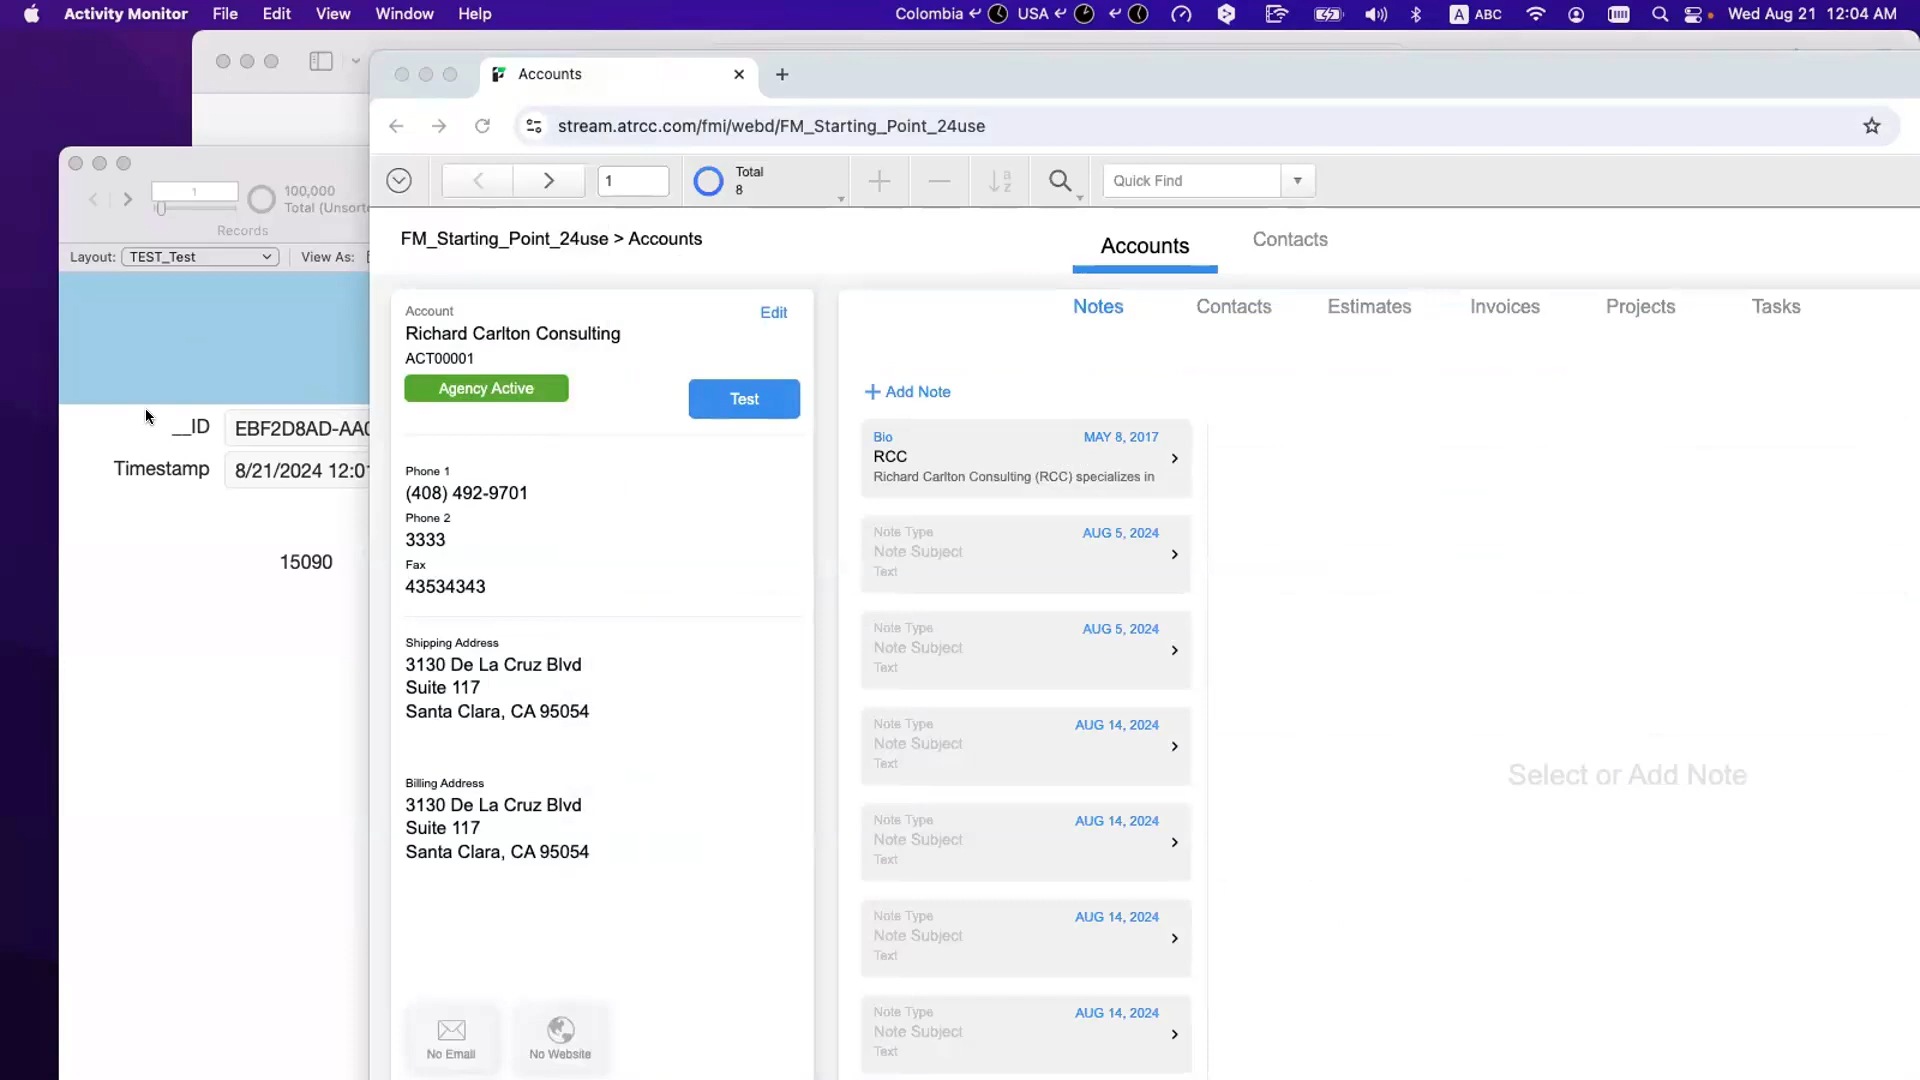 Activity Monitor File Edit View Window Help
Colombia USA A ABC Wed Aug 21 12:04 AM
Accounts
stream.atrcc.com/fmi/webd/FM_Starting_Point_24use
1
Total
8
Quick Find
1
100,000
Total (Unsorte
Records
Layout: TEST_Test
View As:
__ID
EBF2D8AD-AA
Timestamp
8/21/2024 12:01
15090
FM_Starting_Point_24use > Accounts
Accounts
Contacts
Account
Edit
Richard Carlton Consulting
ACT00001
Agency Active
Test
Phone 1
(408) 492-9701
Phone 2
3333
Fax
43534343
Shipping Address
3130 De La Cruz Blvd
Suite 117
Santa Clara, CA 95054
Billing Address
3130 De La Cruz Blvd
Suite 117
Santa Clara, CA 95054
No Email
No Website
Notes
Contacts
Estimates
Invoices
Projects
Tasks
+ Add Note
Bio
MAY 8, 2017
RCC
Richard Carlton Consulting (RCC) specializes in
Note Type
AUG 5, 2024
Note Subject
Text
Note Type
AUG 5, 2024
Note Subject
Text
Note Type
AUG 14, 2024
Note Subject
Text
Note Type
AUG 14, 2024
Note Subject
Text
Note Type
AUG 14, 2024
Note Subject
Text
Note Type
AUG 14, 2024
Note Subject
Text
Select or Add Note